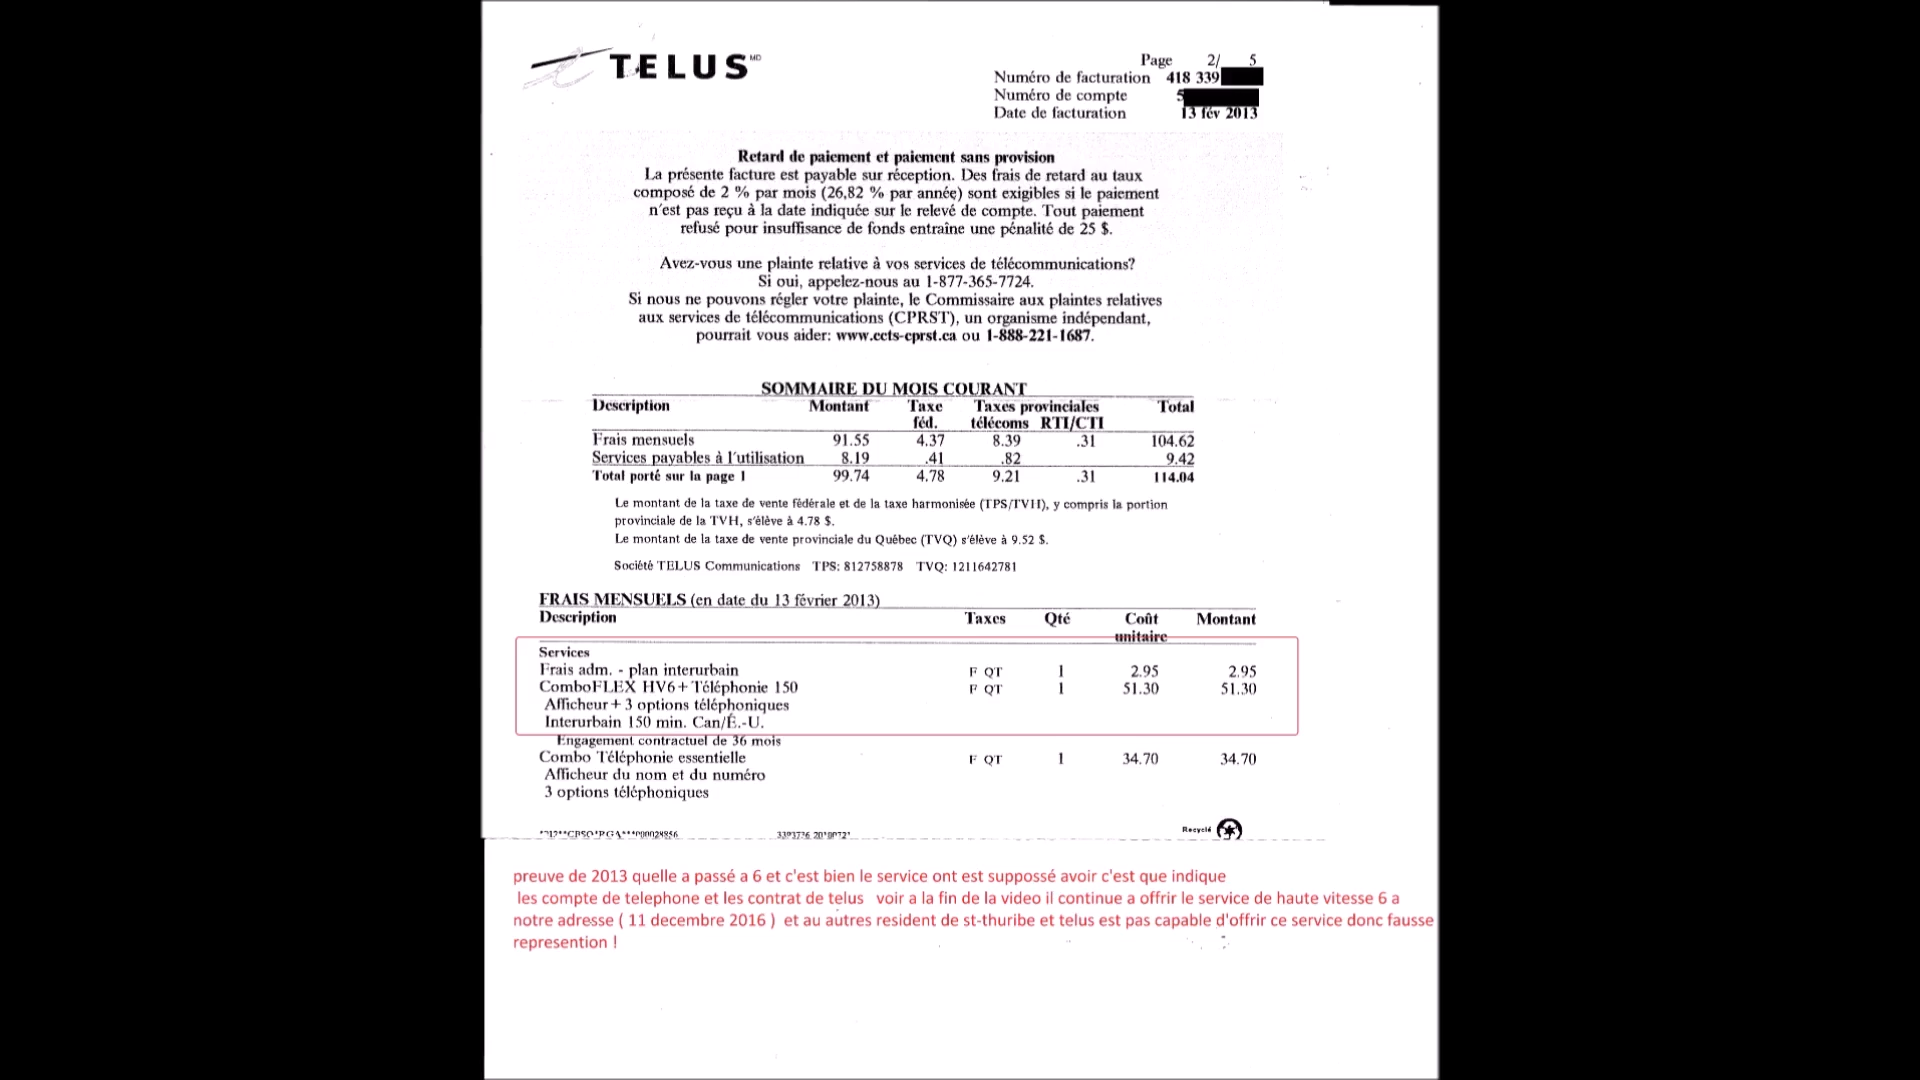 TELUS MD
Page 2/ 5
Numéro de facturation 418 339
Numéro de compte 5
Date de facturation 13 fév 2013
Retard de paiement et paiement sans provision
La présente facture est payable sur réception. Des frais de retard au taux
composé de 2 % par mois (26,82 % par année) sont exigibles si le paiement
n'est pas reçu à la date indiquée sur le relevé de compte. Tout paiement
refusé pour insuffisance de fonds entraîne une pénalité de 25 $.
Avez-vous une plainte relative à vos services de télécommunications?
Si oui, appelez-nous au 1-877-365-7724.
Si nous ne pouvons régler votre plainte, le Commissaire aux plaintes relatives
aux services de télécommunications (CPRST), un organisme indépendant,
pourrait vous aider: www.ccts-cprst.ca ou 1-888-221-1687.
SOMMAIRE DU MOIS COURANT
Description Montant Taxe Taxes provinciales Total
féd. télécoms RTI/CTI
Frais mensuels 91.55 4.37 8.39 .31 104.62
Services payables à l'utilisation 8.19 .41 .82 9.42
Total porté sur la page 1 99.74 4.78 9.21 .31 114.04
Le montant de la taxe de vente fédérale et de la taxe harmonisée (TPS/TVH), y compris la portion
provinciale de la TVH, s'élève à 4.78 $.
Le montant de la taxe de vente provinciale du Québec (TVQ) s'élève à 9.52 $.
Société TELUS Communications TPS: 812758878 TVQ: 1211642781
FRAIS MENSUELS (en date du 13 février 2013)
Description Taxes Qté Coût Montant
unitaire
Services
Frais adm. - plan interurbain F QT 1 2.95 2.95
ComboFLEX HV6+Téléphonie 150 F QT 1 51.30 51.30
Afficheur+3 options téléphoniques
Interurbain 150 min. Can/É.-U.
Engagement contractuel de 36 mois
Combo Téléphonie essentielle F QT 1 34.70 34.70
Afficheur du nom et du numéro
3 options téléphoniques
Recyclé
preuve de 2013 quelle a passé a 6 et c'est bien le service ont est suppossé avoir c'est que indique
les compte de telephone et les contrat de telus voir a la fin de la video il continue a offrir le service de haute vitesse 6 a
notre adresse ( 11 decembre 2016 ) et au autres resident de st-thuribe et telus est pas capable d'offrir ce service donc fausse
represention !